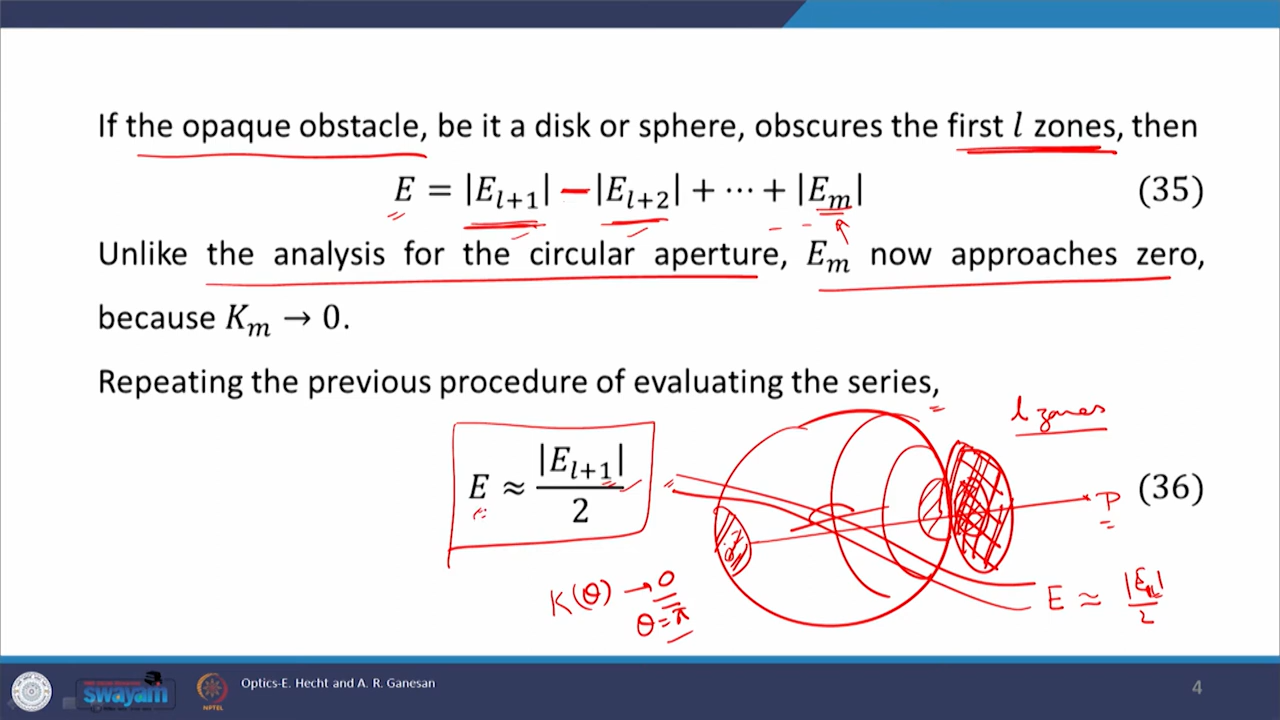 If the opaque obstacle, be it a disk or sphere, obscures the first l zones, then
E = |E_{l+1}| − |E_{l+2}| + ⋯ + |E_m| (35)
Unlike the analysis for the circular aperture, E_m now approaches zero,
because K_m → 0.
Repeating the previous procedure of evaluating the series,
l zones
E ≈ |E_{l+1}| / 2 (36)
P
K(θ) → 0
θ = π
E ≈ |E | / 2
Optics-E. Hecht and A. R. Ganesan
swayam
NPTEL
4